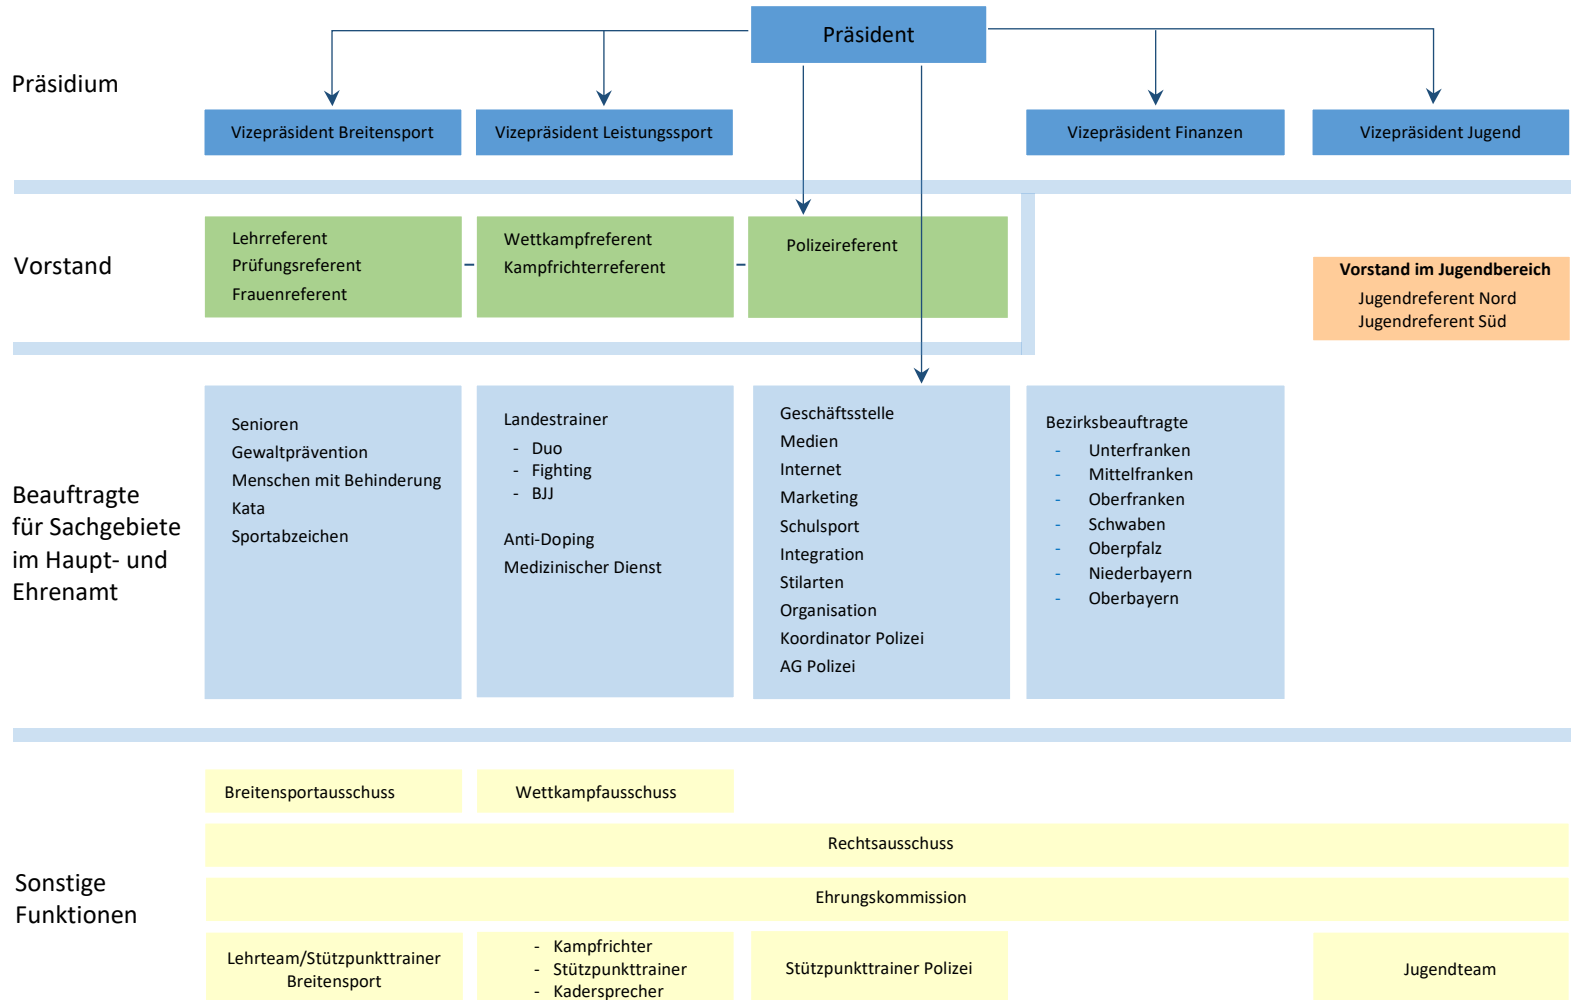 Präsident
Präsidium
Vizepräsident Breitensport
Vizepräsident Leistungssport
Vizepräsident Finanzen
Vizepräsident Jugend
Vorstand
Lehrreferent
Prüfungsreferent
Frauenreferent
Wettkampfreferent
Kampfrichterreferent
Polizeireferent
Vorstand im Jugendbereich
Jugendreferent Nord
Jugendreferent Süd
Beauftragte
für Sachgebiete
im Haupt- und
Ehrenamt
Senioren
Gewaltprävention
Menschen mit Behinderung
Kata
Sportabzeichen
Landestrainer
- Duo
- Fighting
- BJJ
Anti-Doping
Medizinischer Dienst
Geschäftsstelle
Medien
Internet
Marketing
Schulsport
Integration
Stilarten
Organisation
Koordinator Polizei
AG Polizei
Bezirksbeauftragte
- Unterfranken
- Mittelfranken
- Oberfranken
- Schwaben
- Oberpfalz
- Niederbayern
- Oberbayern
Sonstige
Funktionen
Breitensportausschuss
Wettkampfausschuss
Rechtsausschuss
Ehrungskommission
Lehrteam/Stützpunkttrainer
Breitensport
- Kampfrichter
- Stützpunkttrainer
- Kadersprecher
Stützpunkttrainer Polizei
Jugendteam